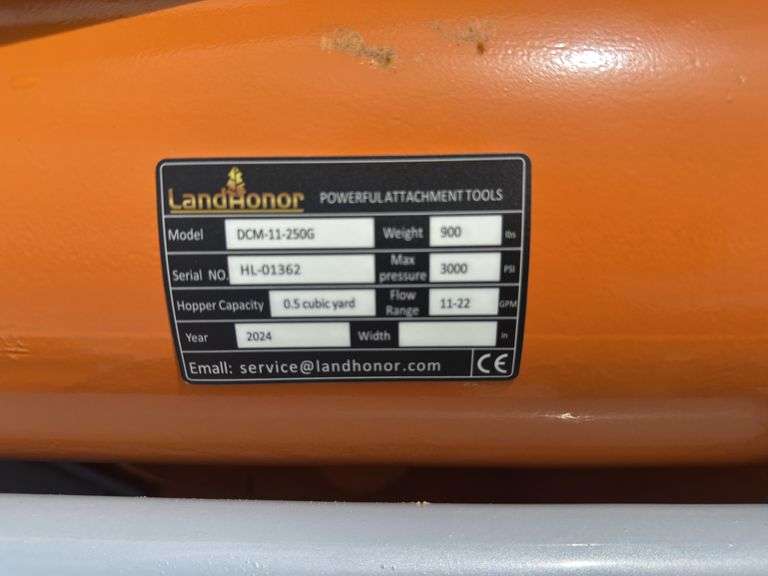 LandHonor POWERFUL ATTACHMENT TOOLS
Model DCM-11-250G Weight 900 lbs
Serial NO. HL-01362 Max pressure 3000 PSI
Hopper Capacity 0.5 cubic yard Flow Range 11-22 GPM
Year 2024 Width in
Emall: service@landhonor.com CE